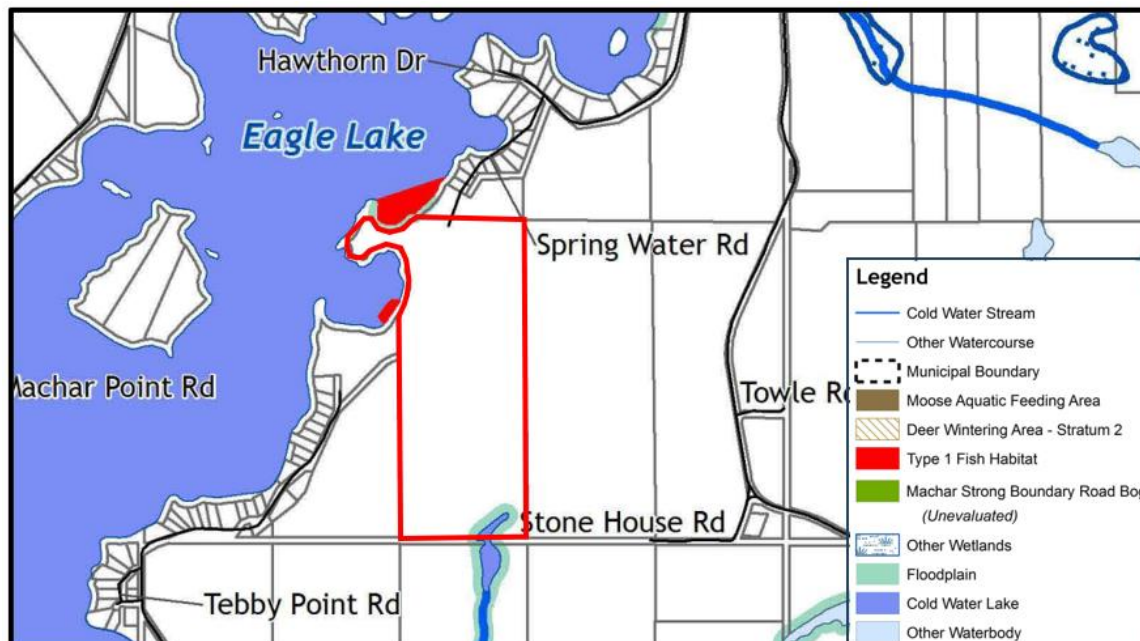 Hawthorn Dr
Eagle Lake
Spring Water Rd
Machar Point Rd
Towle Rd
Stone House Rd
Tebby Point Rd
Legend
Cold Water Stream
Other Watercourse
Municipal Boundary
Moose Aquatic Feeding Area
Deer Wintering Area - Stratum 2
Type 1 Fish Habitat
Machar Strong Boundary Road Bog
(Unevaluated)
Other Wetlands
Floodplain
Cold Water Lake
Other Waterbody